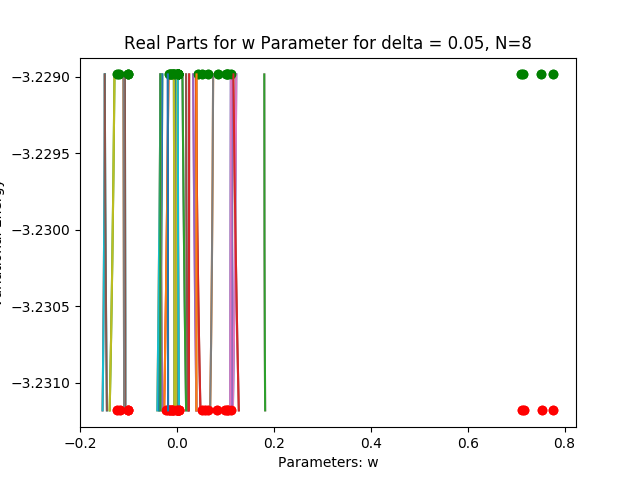 Real Parts for w Parameter for delta = 0.05, N=8
−3.2290
−3.2295
−3.2300
−3.2305
−3.2310
−0.2 0.0 0.2 0.4 0.6 0.8
Parameters: w